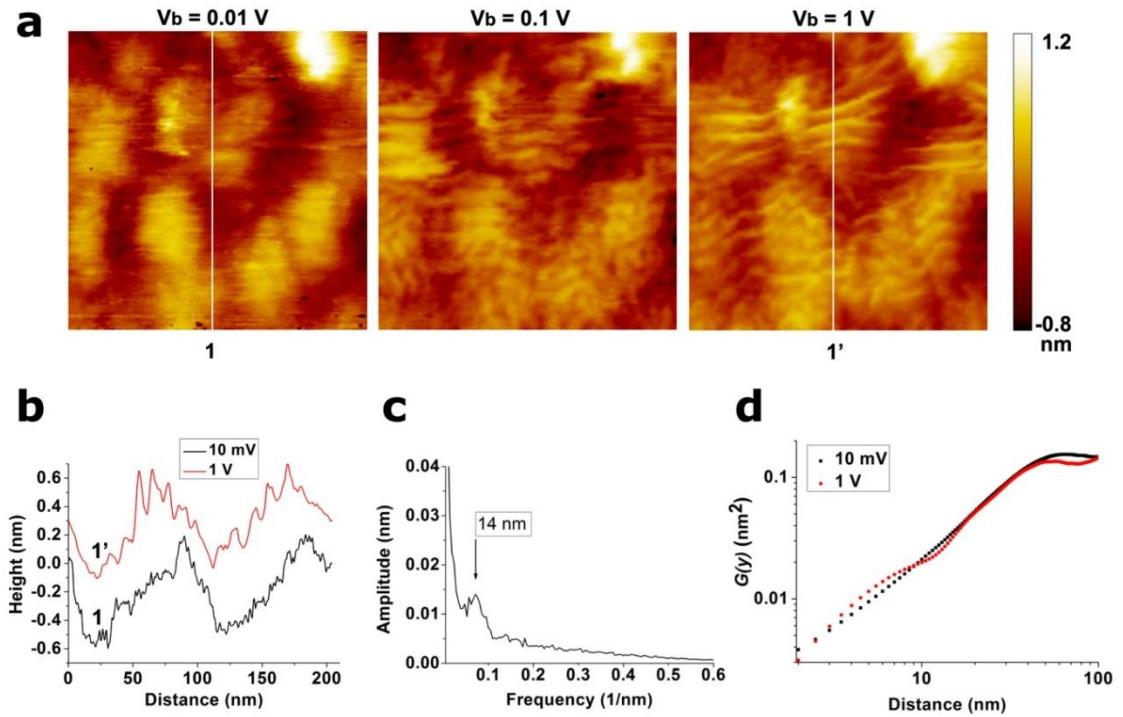 a
V_b = 0.01 V
V_b = 0.1 V
V_b = 1 V
1.2
-0.8
nm
1
1’
b
10 mV
1 V
Height (nm)
0.6
0.4
0.2
0.0
-0.2
-0.4
-0.6
1’
1
0 50 100 150 200
Distance (nm)
c
Amplitude (nm)
0.04
0.03
0.02
0.01
0.00
14 nm
0.1 0.2 0.3 0.4 0.5 0.6
Frequency (1/nm)
d
10 mV
1 V
G(y) (nm²)
0.1
0.01
10 100
Distance (nm)